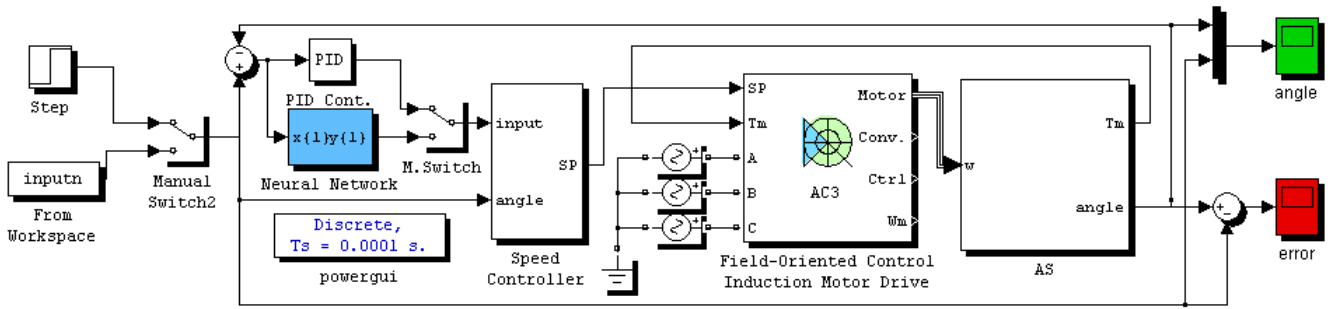 Step
inputn
From
Workspace
Manual
Switch2
PID
PID Cont.
x{1}y{1}
Neural Network
M.Switch
Discrete,
Ts = 0.0001 s.
powergui
input
angle
SP
Speed
Controller
SP
Tm
A
B
C
Motor
Conv.
Ctrl
Wm
AC3
Field-Oriented Control
Induction Motor Drive
w
Tm
angle
AS
angle
error